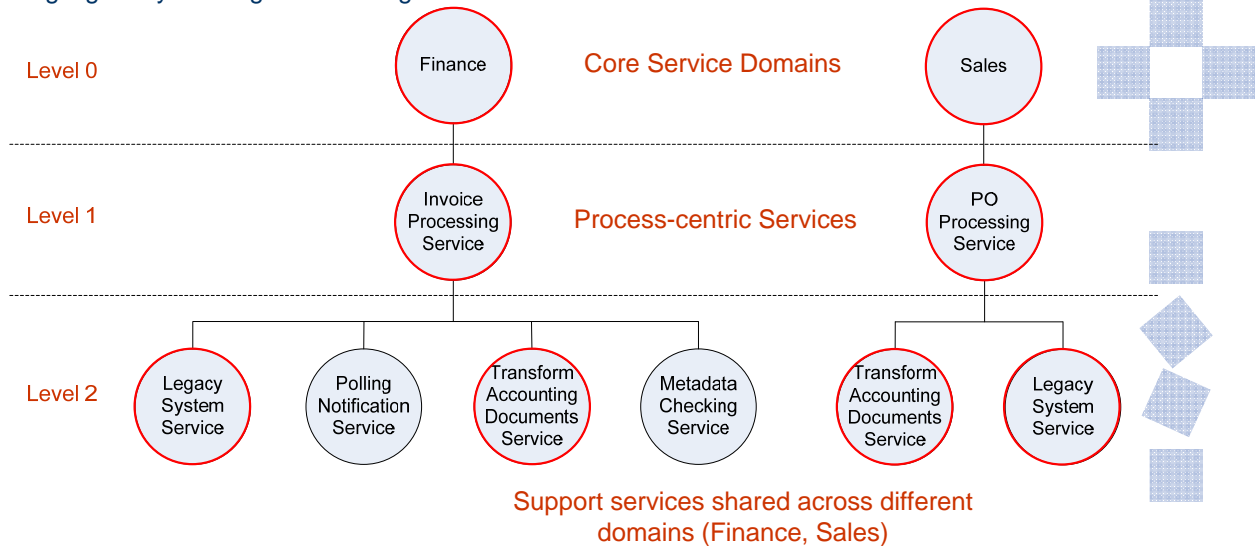 Level 0
Finance
Core Service Domains
Sales
Level 1
Invoice
Processing
Service
Process-centric Services
PO
Processing
Service
Level 2
Legacy
System
Service
Polling
Notification
Service
Transform
Accounting
Documents
Service
Metadata
Checking
Service
Transform
Accounting
Documents
Service
Legacy
System
Service
Support services shared across different
domains (Finance, Sales)